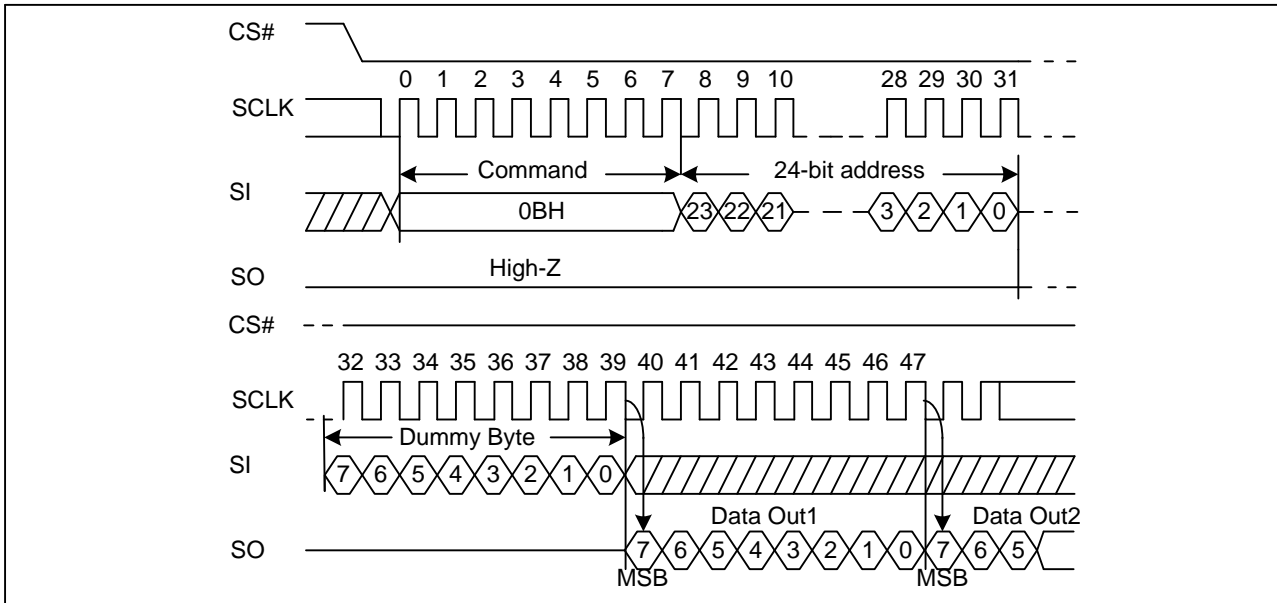 CS#
0 1 2 3 4 5 6 7 8 9 10 28 29 30 31
SCLK
Command 24-bit address
SI
0BH 23 22 21 3 2 1 0
High-Z
SO
CS#
32 33 34 35 36 37 38 39 40 41 42 43 44 45 46 47
SCLK
Dummy Byte
SI
7 6 5 4 3 2 1 0
Data Out1 Data Out2
SO
7 6 5 4 3 2 1 0 7 6 5
MSB MSB